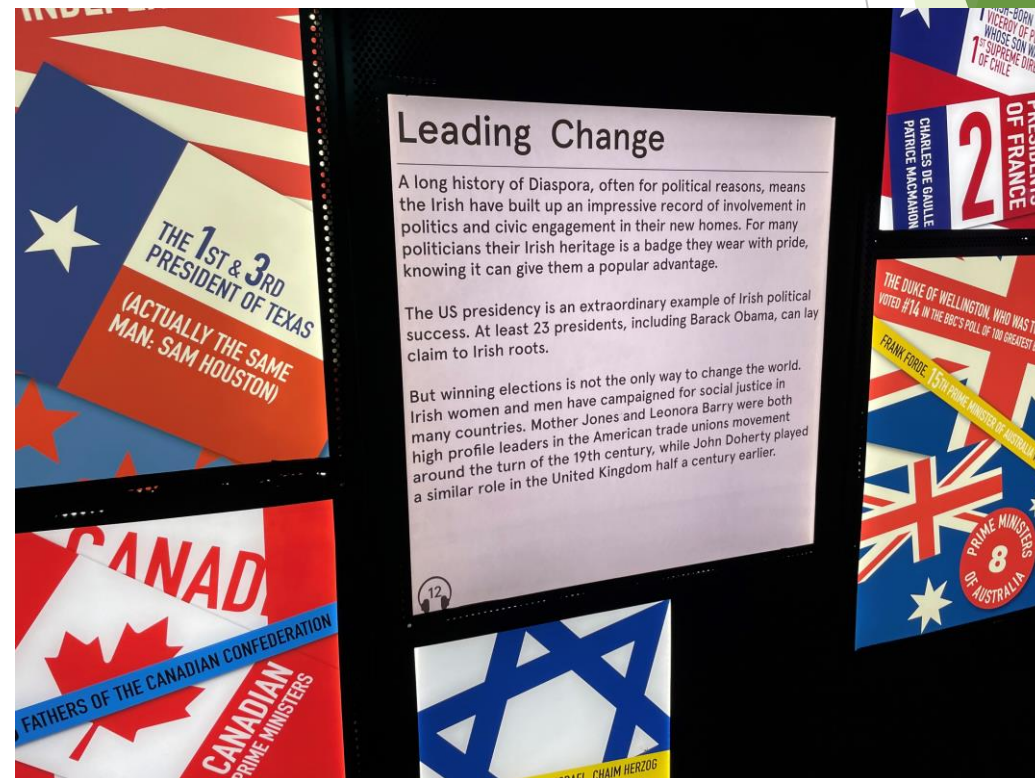 THE 1ST & 3RD
PRESIDENT OF TEXAS
(ACTUALLY THE SAME
MAN: SAM HOUSTON)
CANAD
FATHERS OF THE CANADIAN CONFEDERATION
CANADIAN
PRIME MINISTERS
Leading Change
A long history of Diaspora, often for political reasons, means
the Irish have built up an impressive record of involvement in
politics and civic engagement in their new homes. For many
politicians their Irish heritage is a badge they wear with pride,
knowing it can give them a popular advantage.
The US presidency is an extraordinary example of Irish political
success. At least 23 presidents, including Barack Obama, can lay
claim to Irish roots.
But winning elections is not the only way to change the world.
Irish women and men have campaigned for social justice in
many countries. Mother Jones and Leonora Barry were both
high profile leaders in the American trade unions movement
around the turn of the 19th century, while John Doherty played
a similar role in the United Kingdom half a century earlier.
12
CHAIM HERZOG
VICEROY OF
WHOSE SON
1ST SUPREME
OF CHILE
CHARLES DE GAULLE
PATRICE MACMAHON
2
OF FRANCE
THE DUKE OF WELLINGTON, WHO WAS
VOTED #14 IN THE BBC'S POLL OF 100 GREATEST
FRANK FORDE, 15TH PRIME MINISTER OF AUSTRALIA
PRIME MINISTERS
8
OF AUSTRALIA